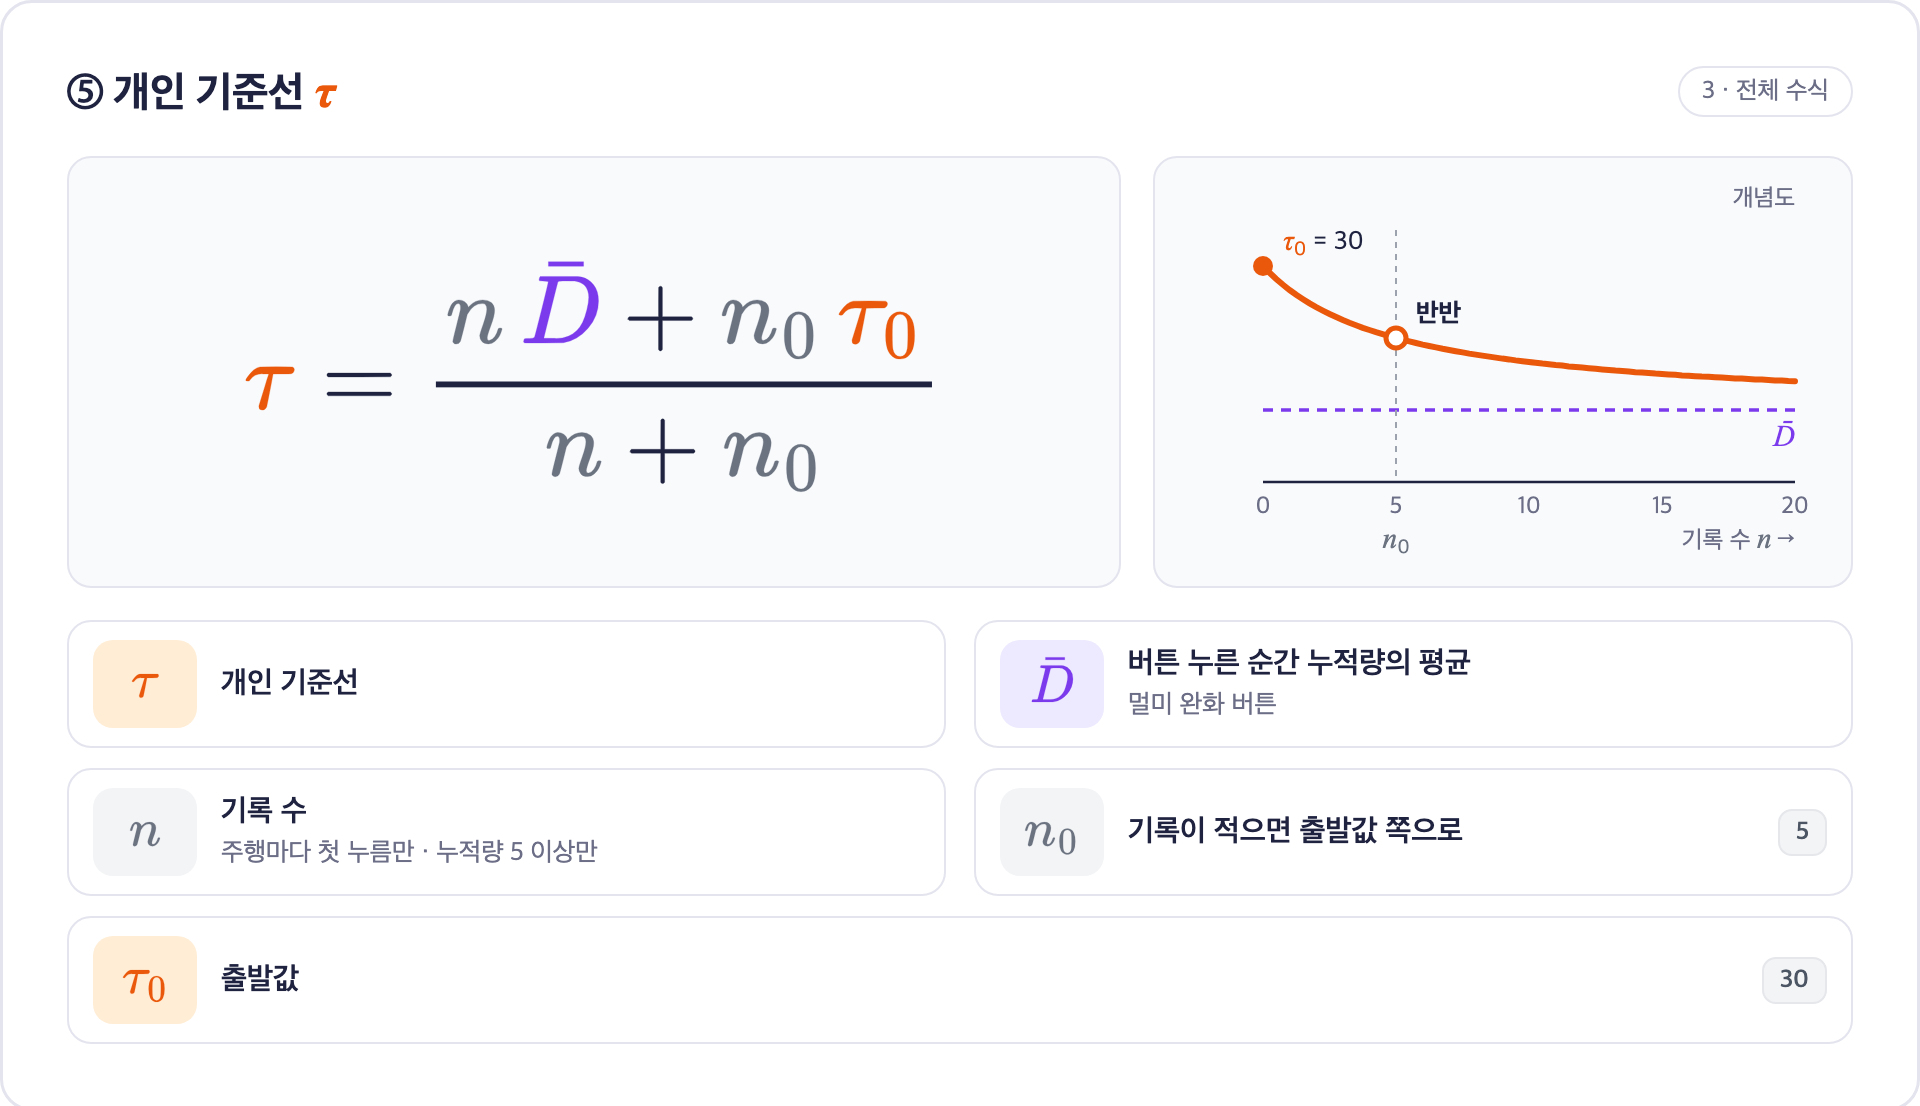 ⑤ 개인 기준선 τ
3 · 전체 수식
τ = (n D̄ + n₀ τ₀) / (n + n₀)
개념도
τ₀ = 30
반반
D̄
0 5 10 15 20
n₀
기록 수 n →
τ
개인 기준선
D̄
버튼 누른 순간 누적량의 평균
멀미 완화 버튼
n
기록 수
주행마다 첫 누름만 · 누적량 5 이상만
n₀
기록이 적으면 출발값 쪽으로
5
τ₀
출발값
30